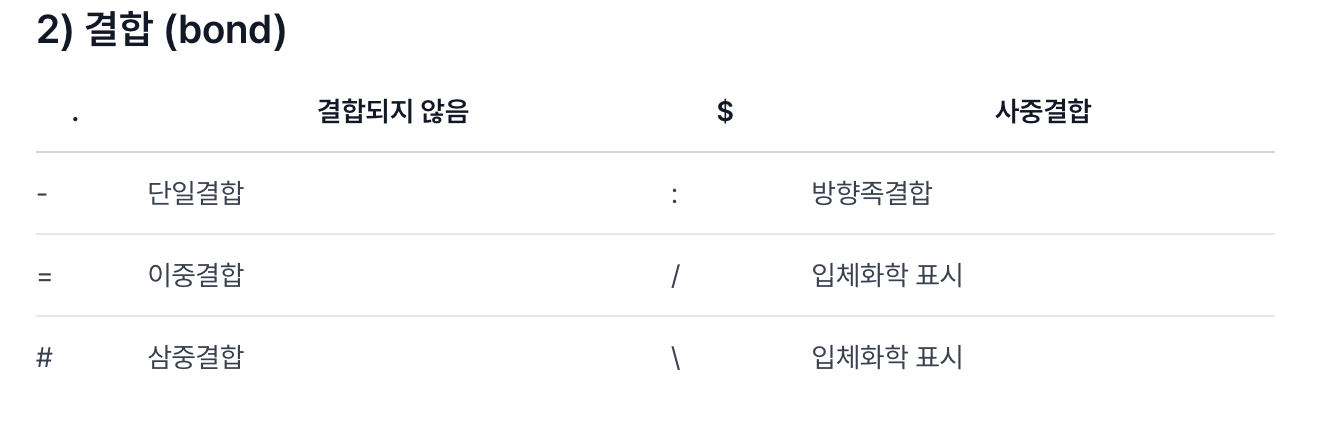 2) 결합 (bond)
. 결합되지 않음 $ 사중결합
- 단일결합 : 방향족결합
= 이중결합 / 입체화학 표시
# 삼중결합 \ 입체화학 표시